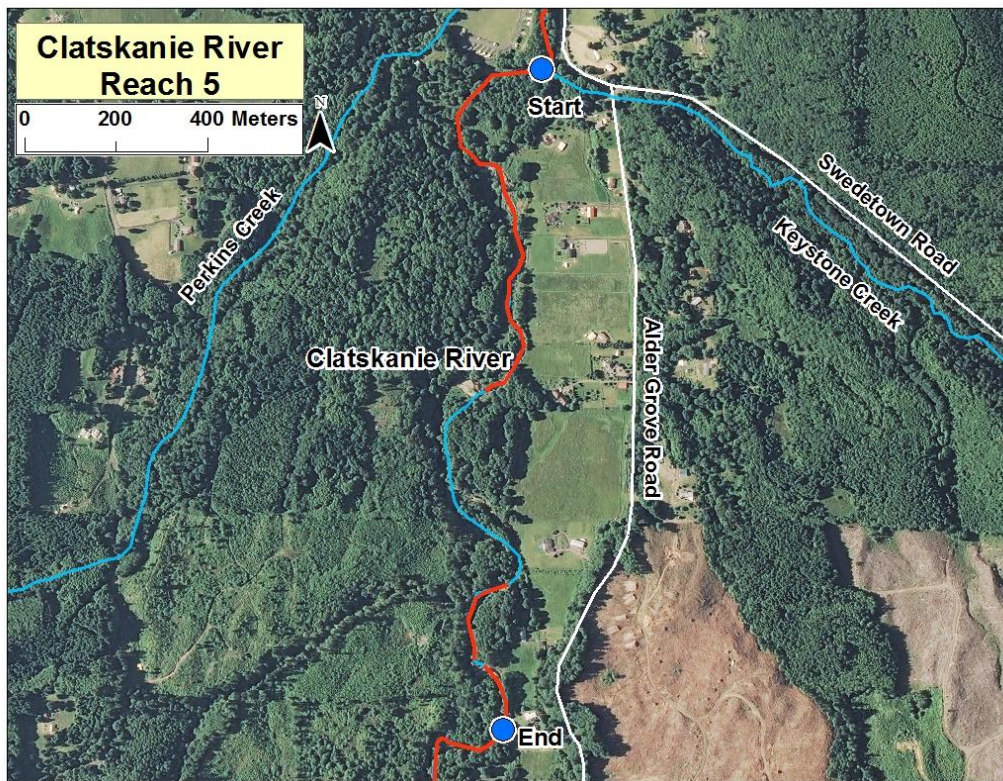 Clatskanie River
Reach 5
0 200 400 Meters
N
Start
Perkins Creek
Swedetown Road
Keystone Creek
Clatskanie River
Alder Grove Road
End